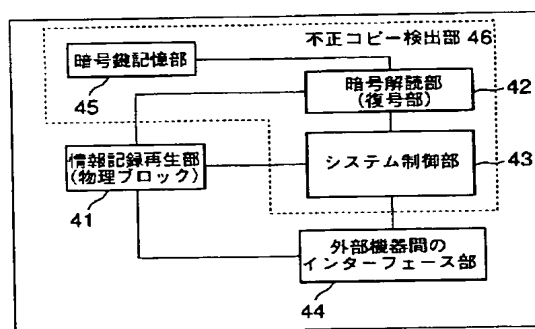 不正コピー検出部 46
暗号鍵記憶部
45
暗号解読部
(復号部)
42
情報記録再生部
(物理ブロック)
41
システム制御部
43
外部機器間の
インターフェース部
44